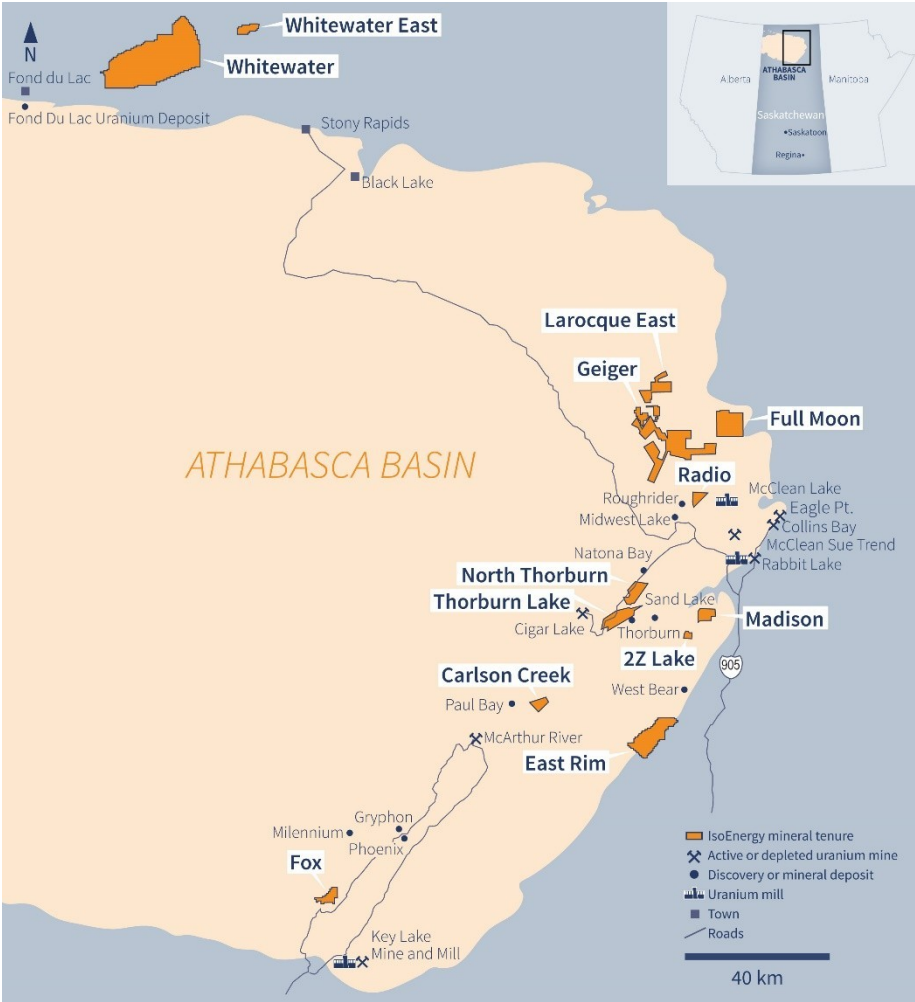 Whitewater East
Whitewater
N
Fond du Lac
Fond Du Lac Uranium Deposit
Stony Rapids
Black Lake
Alberta
ATHABASCA
BASIN
Manitoba
Saskatchewan
Saskatoon
Regina
Larocque East
Geiger
Full Moon
ATHABASCA BASIN
Radio
McClean Lake
Roughrider
Eagle Pt.
Midwest Lake
Collins Bay
McClean Sue Trend
Natona Bay
Rabbit Lake
North Thorburn
Sand Lake
Thorburn Lake
Madison
Cigar Lake
Thorburn
2Z Lake
905
Carlson Creek
West Bear
Paul Bay
McArthur River
East Rim
Gryphon
Milennium
Phoenix
Fox
Key Lake
Mine and Mill
IsoEnergy mineral tenure
Active or depleted uranium mine
Discovery or mineral deposit
Uranium mill
Town
Roads
40 km